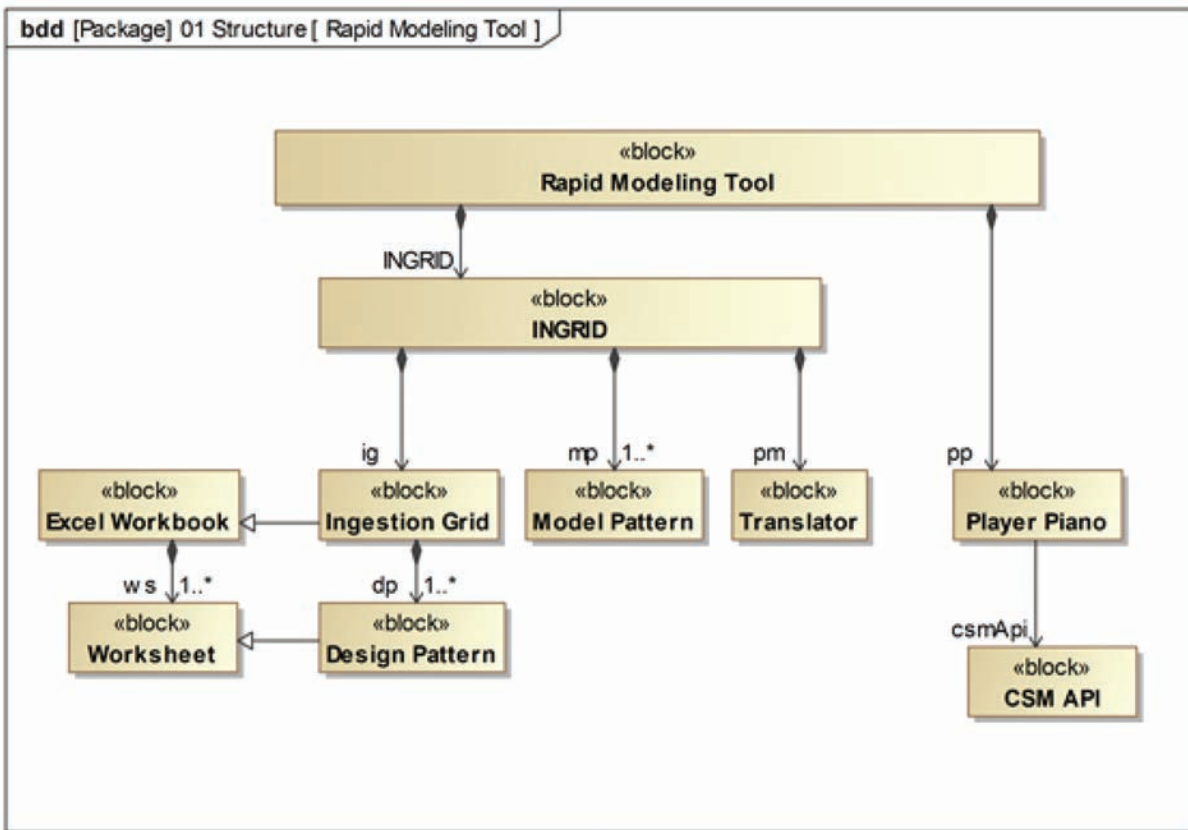 bdd [Package] 01 Structure [ Rapid Modeling Tool ]
«block»
Rapid Modeling Tool
INGRID
«block»
INGRID
ig
mp 1..*
pm
pp
«block»
Excel Workbook
«block»
Ingestion Grid
«block»
Model Pattern
«block»
Translator
«block»
Player Piano
ws 1..*
dp 1..*
«block»
Worksheet
«block»
Design Pattern
csmApi
«block»
CSM API